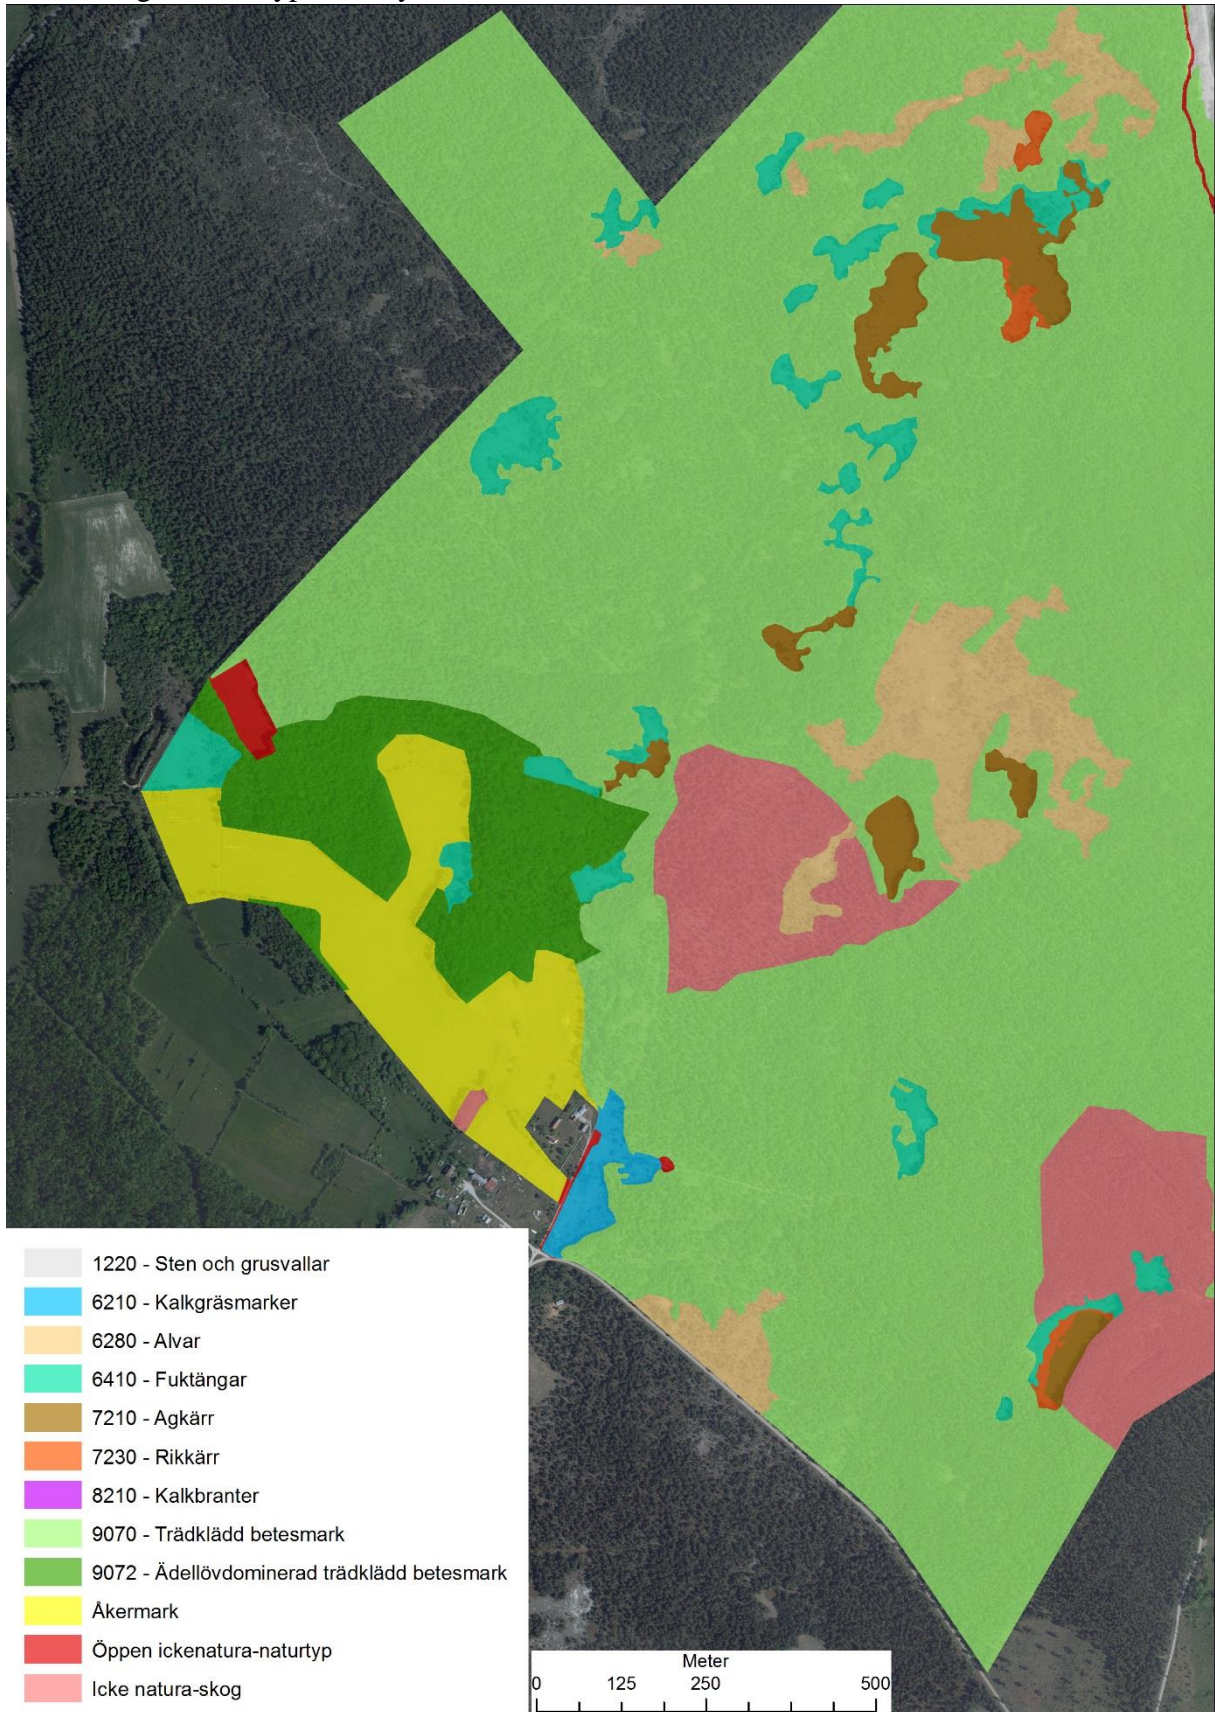 1220 - Sten och grusvallar
6210 - Kalkgräsmarker
6280 - Alvar
6410 - Fuktängar
7210 - Agkärr
7230 - Rikkärr
8210 - Kalkbranter
9070 - Trädklädd betesmark
9072 - Ädellövdominerad trädklädd betesmark
Åkermark
Öppen ickenatura-naturtyp
Icke natura-skog
Meter
0 125 250 500